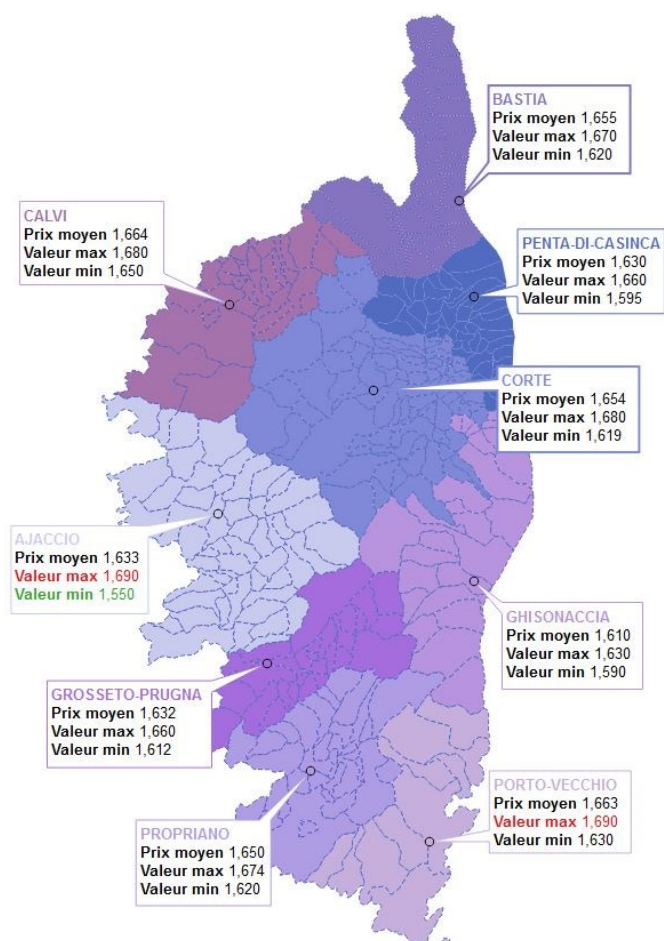 BASTIA
Prix moyen 1,655
Valeur max 1,670
Valeur min 1,620
CALVI
Prix moyen 1,664
Valeur max 1,680
Valeur min 1,650
PENTA-DI-CASINCA
Prix moyen 1,630
Valeur max 1,660
Valeur min 1,595
CORTE
Prix moyen 1,654
Valeur max 1,680
Valeur min 1,619
AJACCIO
Prix moyen 1,633
Valeur max 1,690
Valeur min 1,550
GHISONACCIA
Prix moyen 1,610
Valeur max 1,630
Valeur min 1,590
GROSSETO-PRUGNA
Prix moyen 1,632
Valeur max 1,660
Valeur min 1,612
PORTO-VECCHIO
Prix moyen 1,663
Valeur max 1,690
Valeur min 1,630
PROPRIANO
Prix moyen 1,650
Valeur max 1,674
Valeur min 1,620